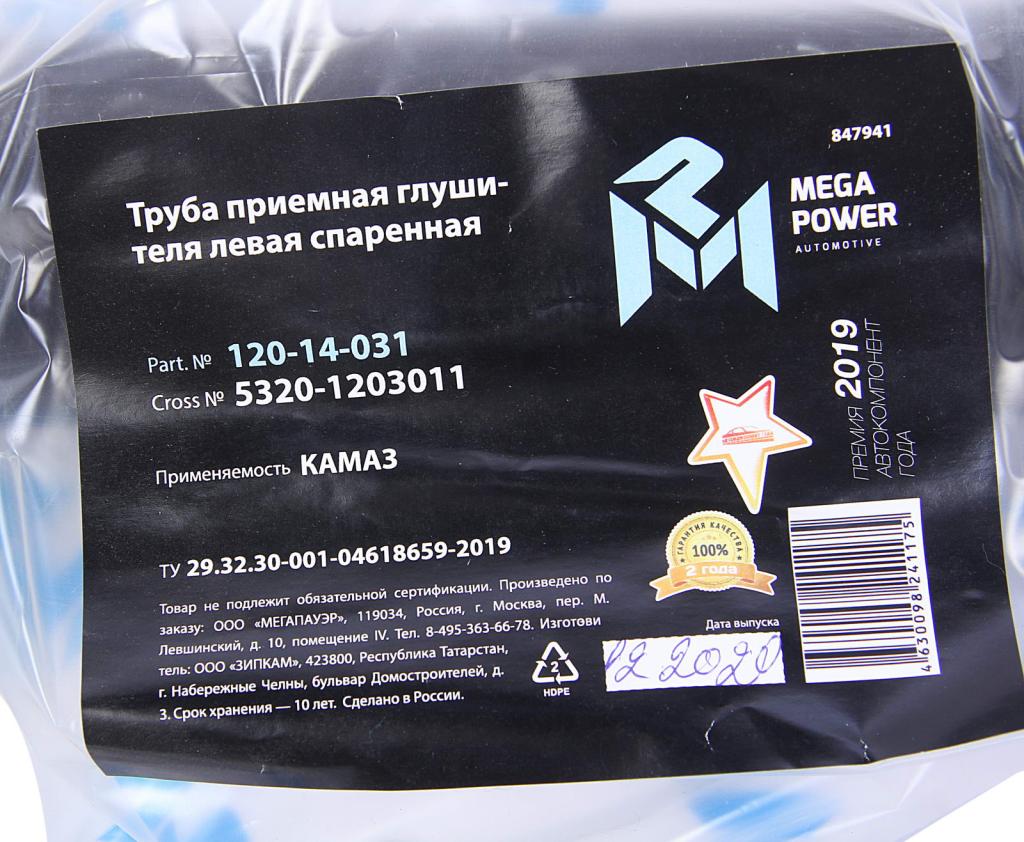 847941
MEGA
POWER
AUTOMOTIVE
Труба приемная глуши-
теля левая спаренная
Part. № 120-14-031
Cross № 5320-1203011
Применяемость КАМАЗ
ПРЕМИЯ 2019
АВТОКОМПОНЕНТ
ГОДА
ГАРАНТИЯ КАЧЕСТВА
100%
2 года
ТУ 29.32.30-001-04618659-2019
Товар не подлежит обязательной сертификации. Произведено по
заказу: ООО «МЕГАПАУЭР», 119034, Россия, г. Москва, пер. М.
Левшинский, д. 10, помещение IV. Тел. 8-495-363-66-78. Изготови
тель: ООО «ЗИПКАМ», 423800, Республика Татарстан,
г. Набережные Челны, бульвар Домостроителей, д.
3. Срок хранения — 10 лет. Сделано в России.
2
HDPE
Дата выпуска
12 2020
4630098241175